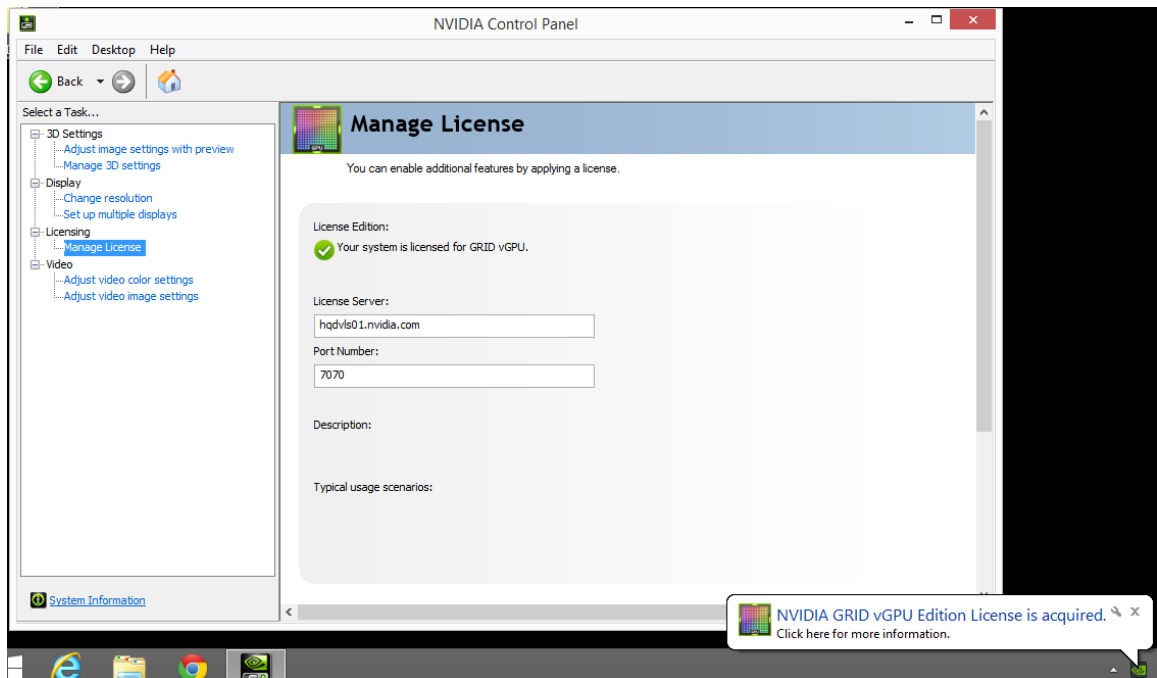 NVIDIA Control Panel
File Edit Desktop Help
Back
Select a Task...
3D Settings
Adjust image settings with preview
Manage 3D settings
Display
Change resolution
Set up multiple displays
Licensing
Manage License
Video
Adjust video color settings
Adjust video image settings
System Information
Manage License
You can enable additional features by applying a license.
License Edition:
Your system is licensed for GRID vGPU.
License Server:
hqdvls01.nvidia.com
Port Number:
7070
Description:
Typical usage scenarios:
NVIDIA GRID vGPU Edition License is acquired.
Click here for more information.